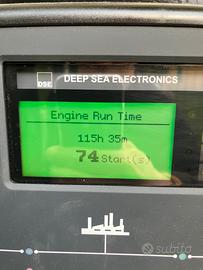 DSE
DEEP SEA ELECTRONICS
Engine Run Time
115h 35m
74 Start(s)
subito